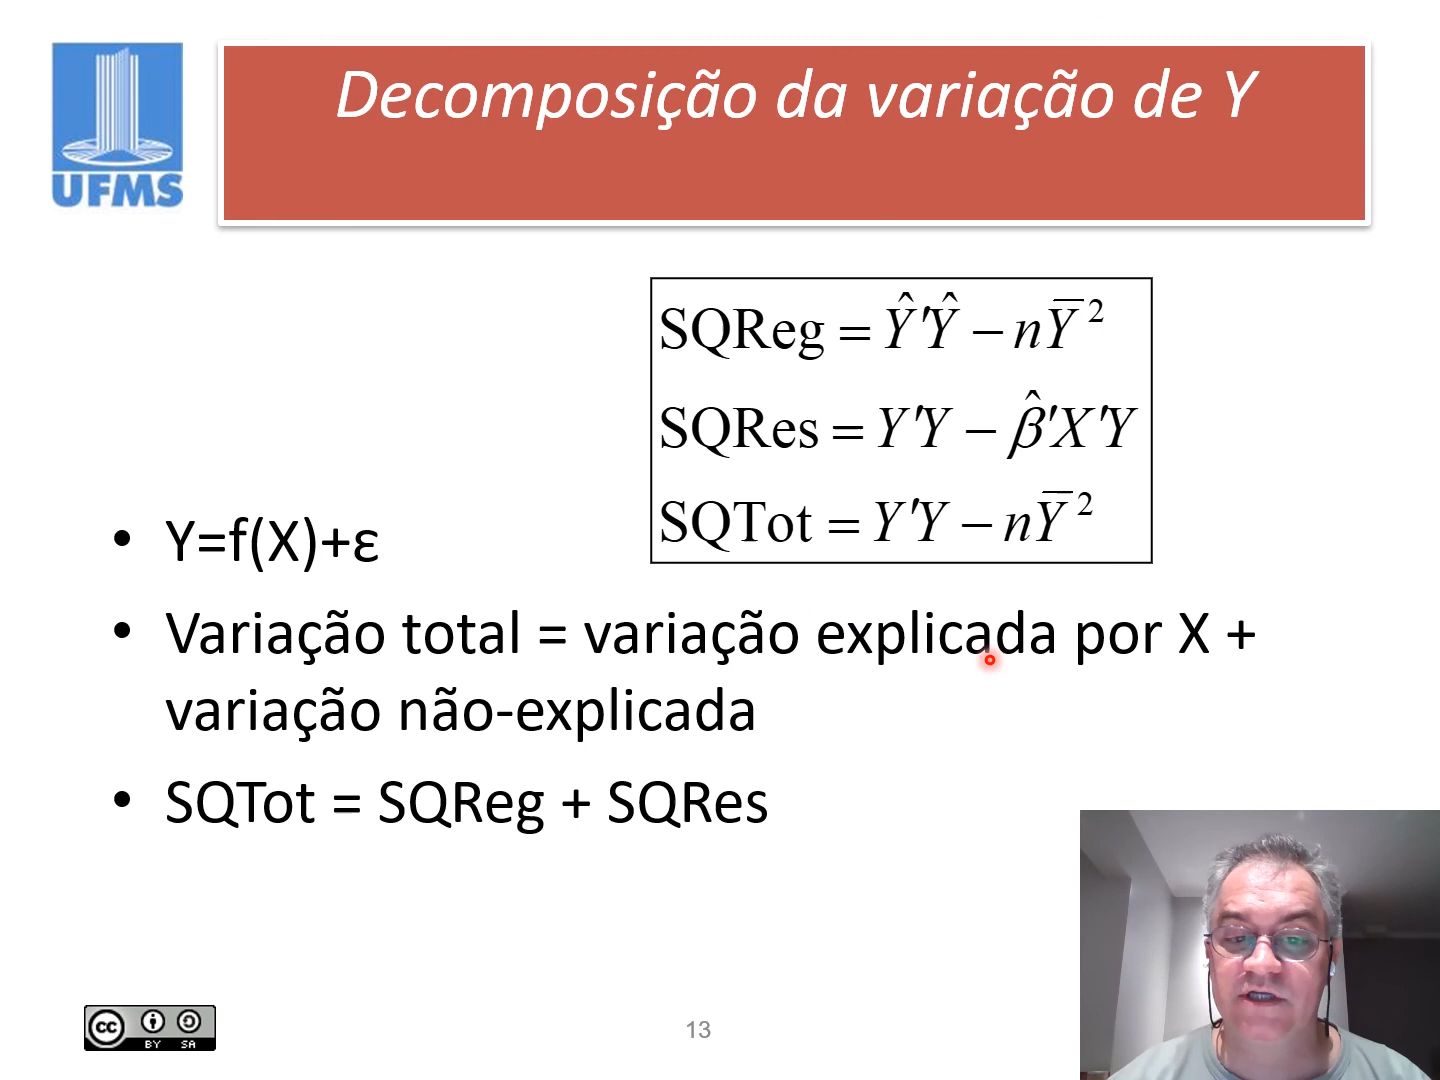 UFMS
Decomposição da variação de Y
SQReg = Ŷ′Ŷ − nȲ²
SQRes = Y′Y − β̂′X′Y
SQTot = Y′Y − nȲ²
• Y=f(X)+ε
• Variação total = variação explicada por X +
variação não-explicada
• SQTot = SQReg + SQRes
cc
BY SA
13